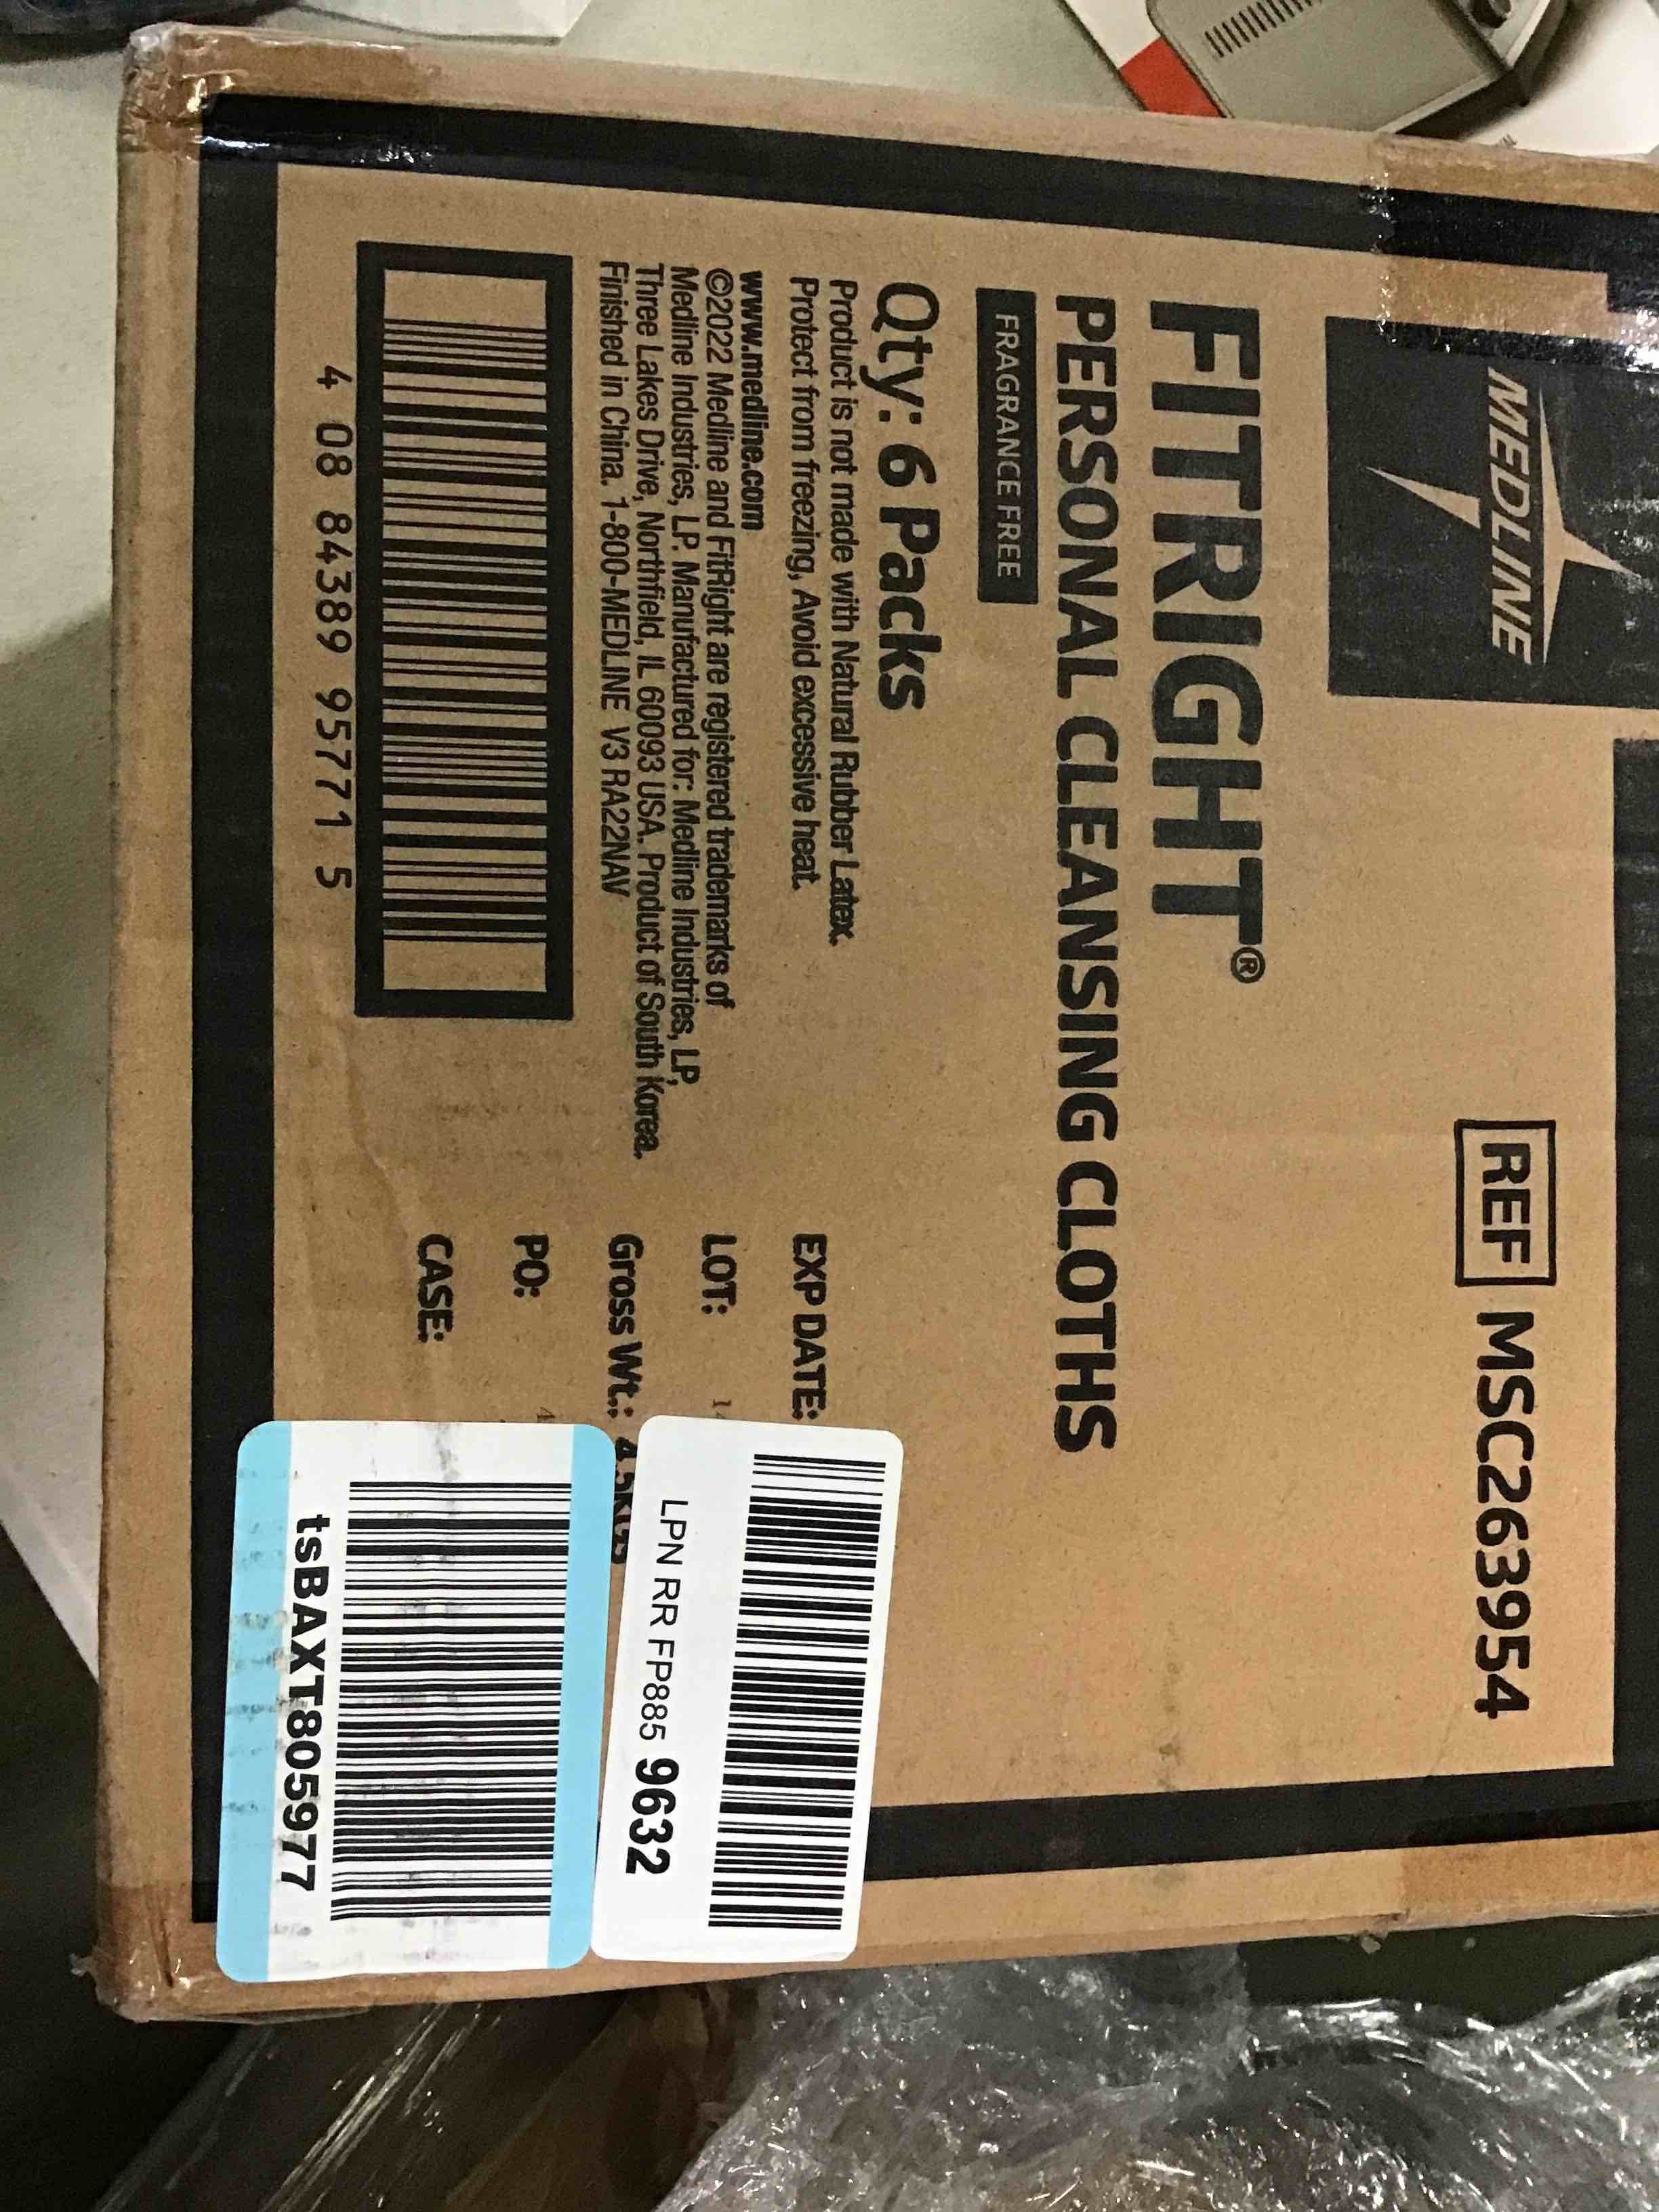 MEDLINE
REF MSC263954
FITRIGHT®
PERSONAL CLEANSING CLOTHS
FRAGRANCE FREE
Qty: 6 Packs
Product is not made with Natural Rubber Latex.
Protect from freezing, Avoid excessive heat.
www.medline.com
©2022 Medline and FitRight are registered trademarks of
Medline Industries, LP. Manufactured for: Medline Industries, LP,
Three Lakes Drive, Northfield, IL 60093 USA. Product of South Korea.
Finished in China. 1-800-MEDLINE V3 RA22NAV
4 08 84389 95771 5
EXP DATE:
LOT:
Gross Wt.:
PO:
CASE:
LPN RR FP885 9632
tsBAXT805977